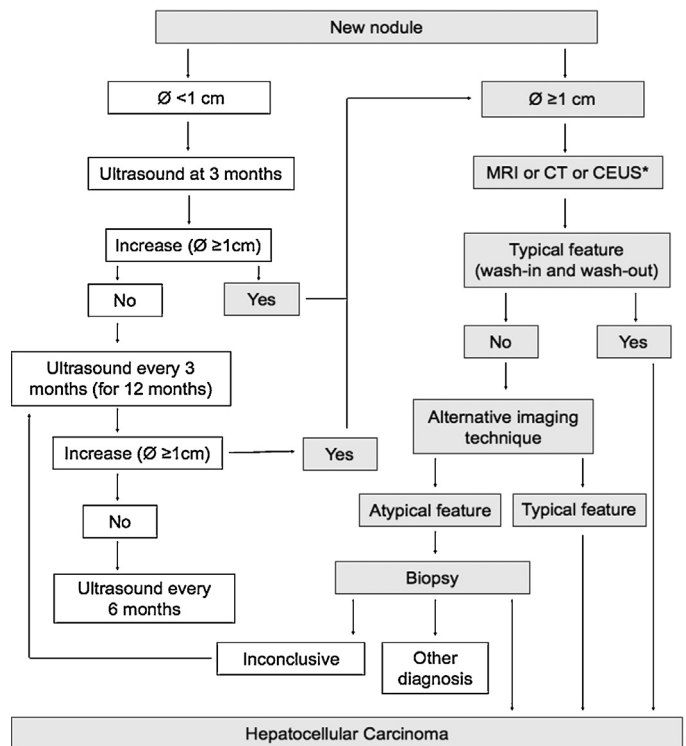 New nodule
Ø <1 cm
Ø ≥1 cm
Ultrasound at 3 months
MRI or CT or CEUS*
Increase (Ø ≥1cm)
Typical feature
(wash-in and wash-out)
No
Yes
No
Yes
Ultrasound every 3
months (for 12 months)
Alternative imaging
technique
Increase (Ø ≥1cm)
Yes
Atypical feature
Typical feature
No
Biopsy
Ultrasound every
6 months
Inconclusive
Other
diagnosis
Hepatocellular Carcinoma